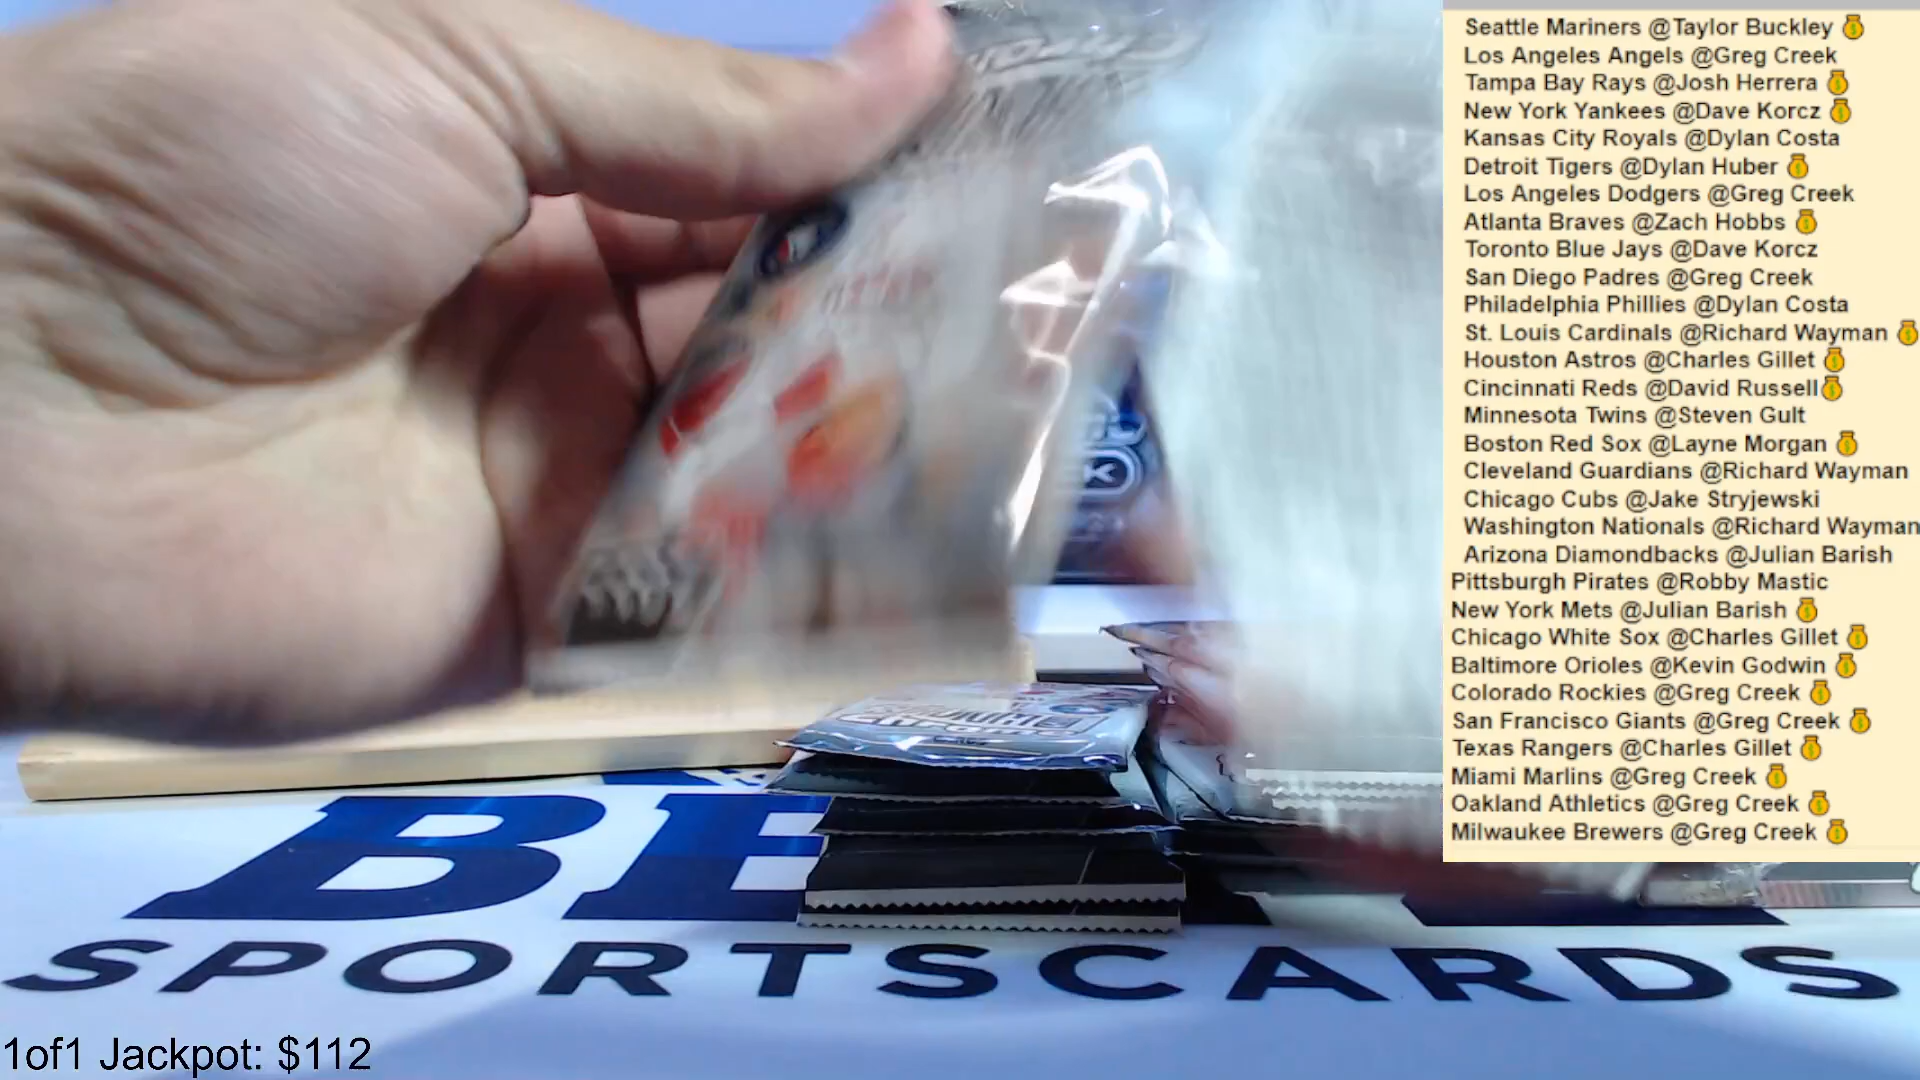 Seattle Mariners @Taylor Buckley
Los Angeles Angels @Greg Creek
Tampa Bay Rays @Josh Herrera
New York Yankees @Dave Korcz
Kansas City Royals @Dylan Costa
Detroit Tigers @Dylan Huber
Los Angeles Dodgers @Greg Creek
Atlanta Braves @Zach Hobbs
Toronto Blue Jays @Dave Korcz
San Diego Padres @Greg Creek
Philadelphia Phillies @Dylan Costa
St. Louis Cardinals @Richard Wayman
Houston Astros @Charles Gillet
Cincinnati Reds @David Russell
Minnesota Twins @Steven Gult
Boston Red Sox @Layne Morgan
Cleveland Guardians @Richard Wayman
Chicago Cubs @Jake Stryjewski
Washington Nationals @Richard Wayman
Arizona Diamondbacks @Julian Barish
Pittsburgh Pirates @Robby Mastic
New York Mets @Julian Barish
Chicago White Sox @Charles Gillet
Baltimore Orioles @Kevin Godwin
Colorado Rockies @Greg Creek
San Francisco Giants @Greg Creek
Texas Rangers @Charles Gillet
Miami Marlins @Greg Creek
Oakland Athletics @Greg Creek
Milwaukee Brewers @Greg Creek
SPORTSCARDS
1of1 Jackpot: $112